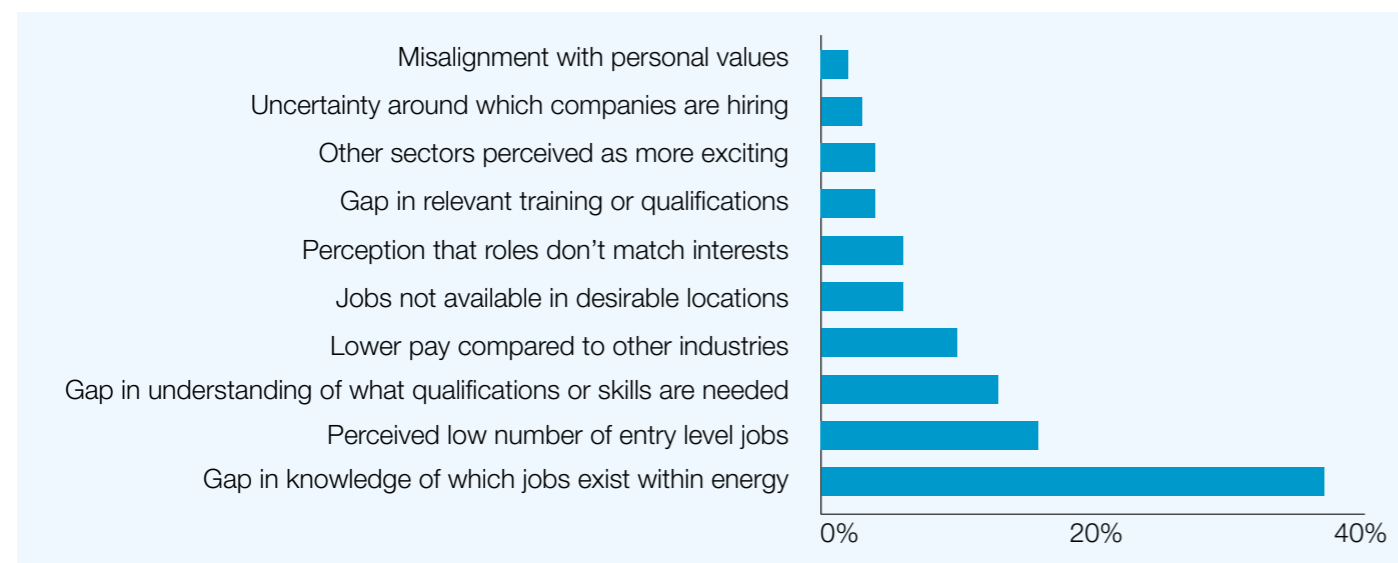 Misalignment with personal values
Uncertainty around which companies are hiring
Other sectors perceived as more exciting
Gap in relevant training or qualifications
Perception that roles don’t match interests
Jobs not available in desirable locations
Lower pay compared to other industries
Gap in understanding of what qualifications or skills are needed
Perceived low number of entry level jobs
Gap in knowledge of which jobs exist within energy
0% 20% 40%